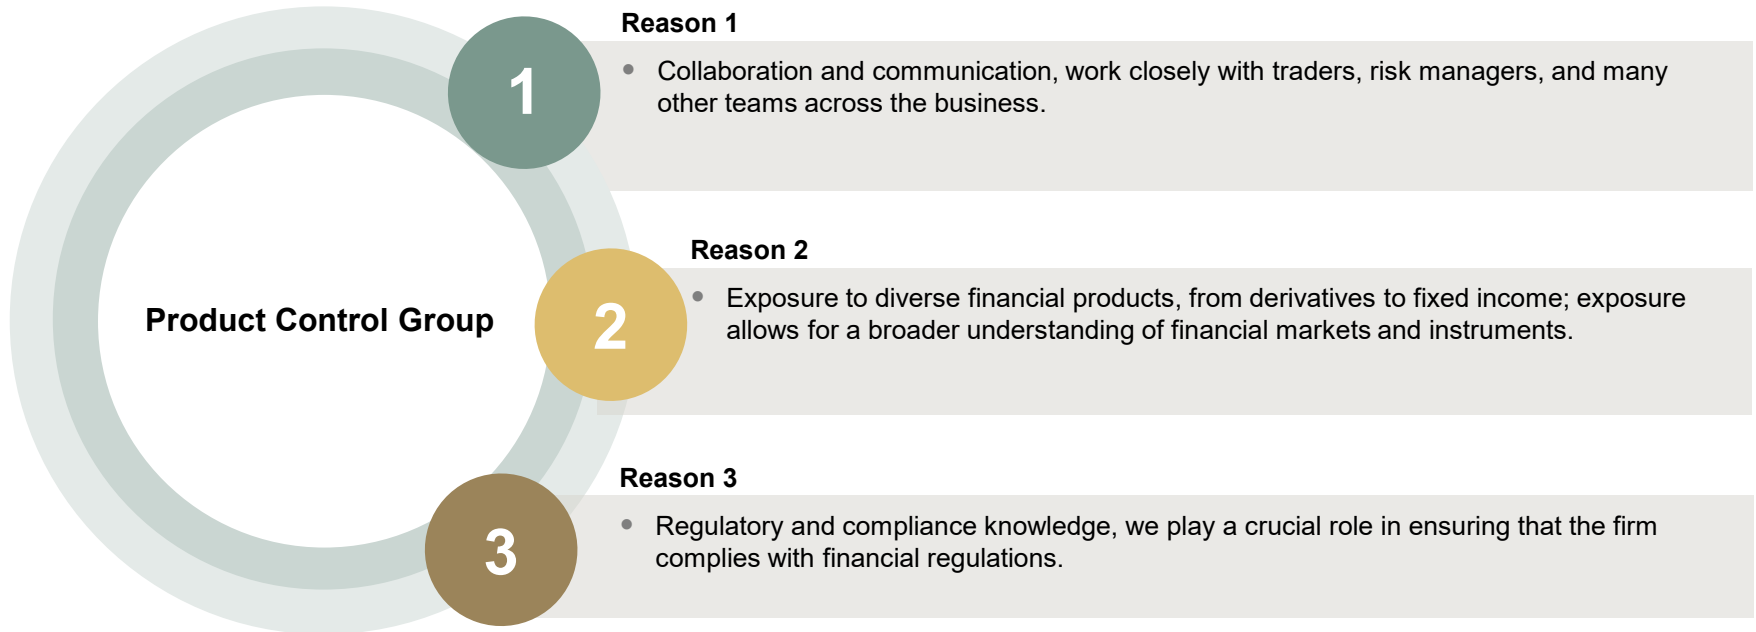 Reason 1
1
• Collaboration and communication, work closely with traders, risk managers, and many
other teams across the business.
Reason 2
Product Control Group
2
• Exposure to diverse financial products, from derivatives to fixed income; exposure
allows for a broader understanding of financial markets and instruments.
Reason 3
3
• Regulatory and compliance knowledge, we play a crucial role in ensuring that the firm
complies with financial regulations.